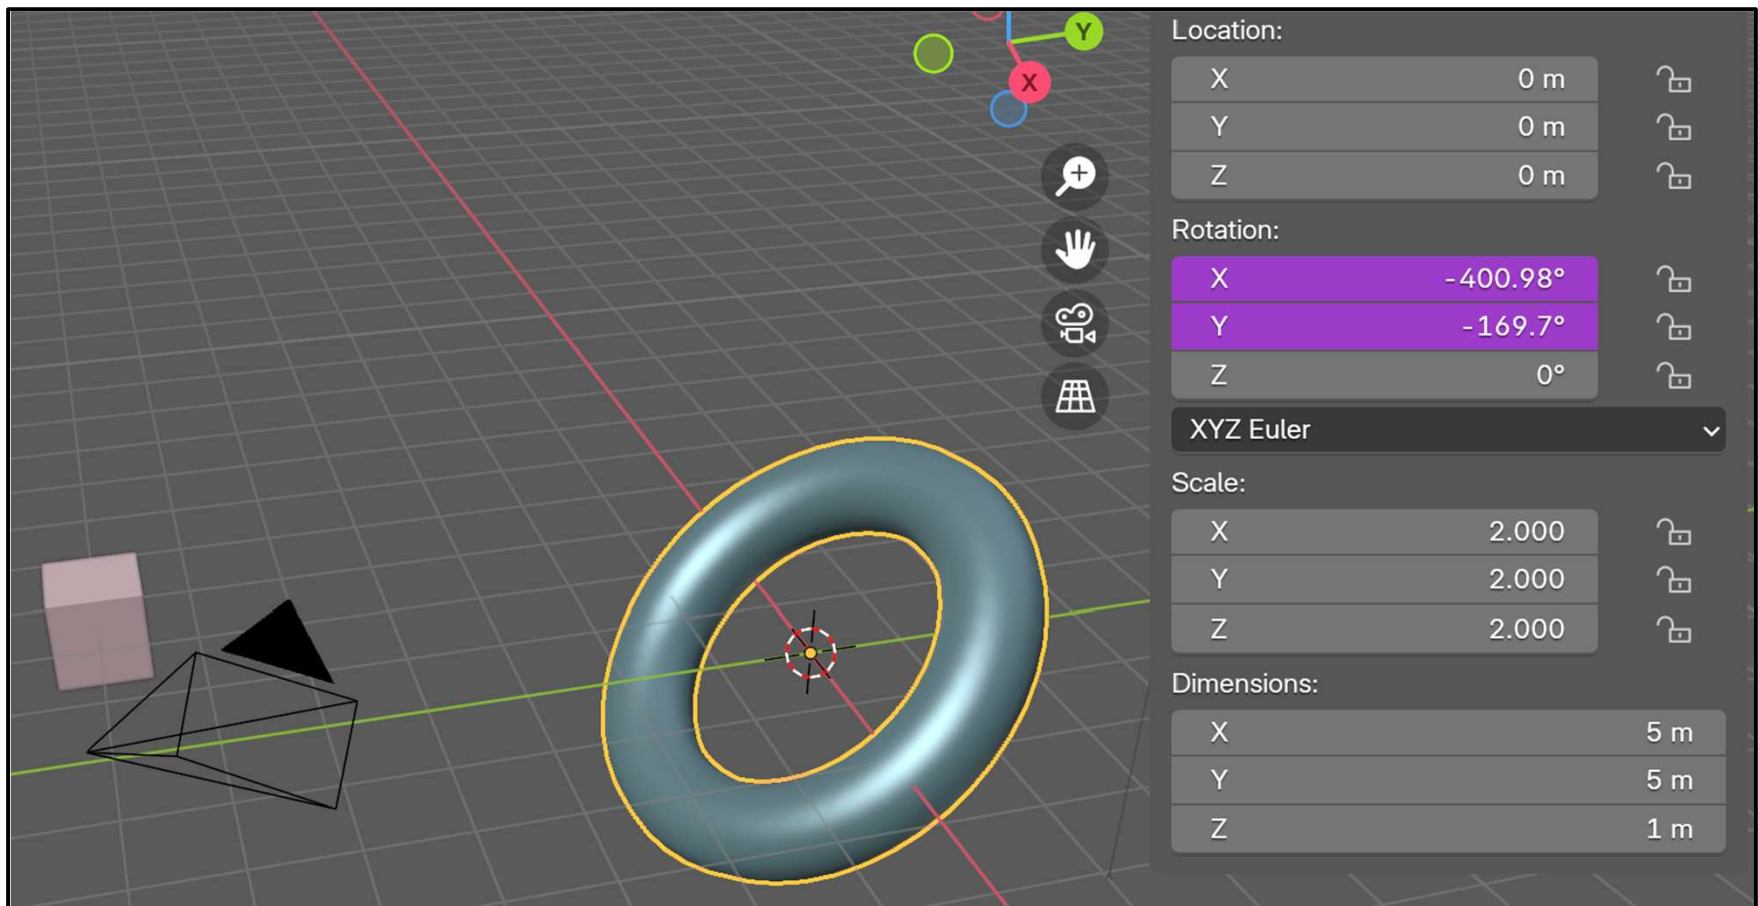 Y
X
Location:
X 0 m
Y 0 m
Z 0 m
Rotation:
X -400.98°
Y -169.7°
Z 0°
XYZ Euler
Scale:
X 2.000
Y 2.000
Z 2.000
Dimensions:
X 5 m
Y 5 m
Z 1 m